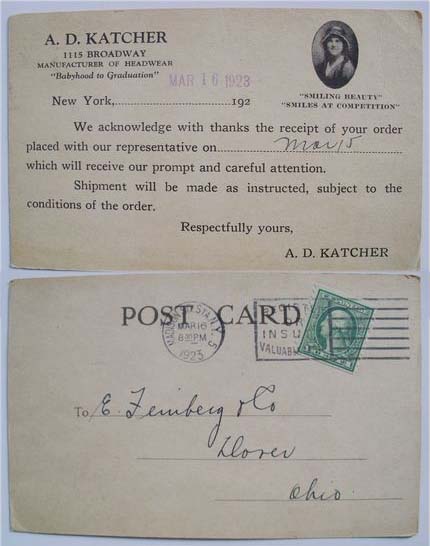 A. D. KATCHER
1115 BROADWAY
MANUFACTURER OF HEADWEAR
"Babyhood to Graduation"
MAR 16 1923
New York, 192
"SMILING BEAUTY"
"SMILES AT COMPETITION"
We acknowledge with thanks the receipt of your order
placed with our representative on Mar 15
which will receive our prompt and careful attention.
Shipment will be made as instructed, subject to the
conditions of the order.
Respectfully yours,
A. D. KATCHER
POST CARD
MAR 16
8 PM
1923
INSU
VALUAB
To E. Feinberg & Co
Dover
Ohio.